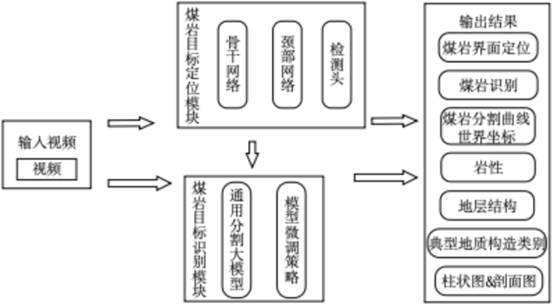 输入视频
视频
煤岩目标定位模块
骨干网络
颈部网络
检测头
煤岩目标识别模块
通用分割大模型
模型微调策略
输出结果
煤岩界面定位
煤岩识别
煤岩分割曲线
世界坐标
岩性
地层结构
典型地质构造类别
柱状图&剖面图